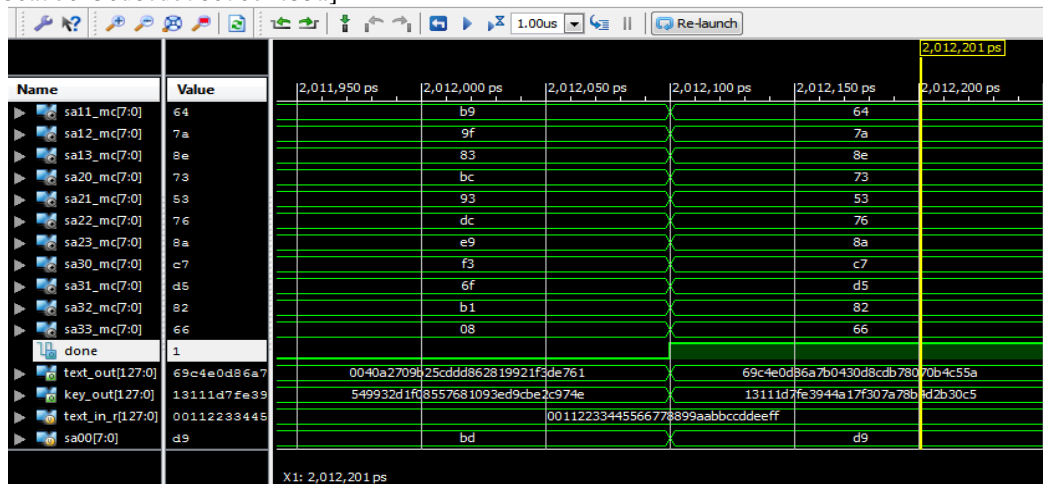 1.00us Re-launch
2,012,201 ps
Name Value 2,011,950 ps 2,012,000 ps 2,012,050 ps 2,012,100 ps 2,012,150 ps 2,012,200 ps
sa11_mc[7:0] 64 b9 64
sa12_mc[7:0] 7a 9f 7a
sa13_mc[7:0] 8e 83 8e
sa20_mc[7:0] 73 bc 73
sa21_mc[7:0] 53 93 53
sa22_mc[7:0] 76 dc 76
sa23_mc[7:0] 8a e9 8a
sa30_mc[7:0] c7 f3 c7
sa31_mc[7:0] d5 6f d5
sa32_mc[7:0] 82 b1 82
sa33_mc[7:0] 66 08 66
done 1
text_out[127:0] 69c4e0d86a7 0040a2709b25cddd862819921f3de761 69c4e0d86a7b0430d8cdb78070b4c55a
key_out[127:0] 13111d7fe39 549932d1f08557681093ed9cbe2c974e 13111d7fe3944a17f307a78b4d2b30c5
text_in_r[127:0] 00112233445 00112233445566778899aabbccddeeff
sa00[7:0] d9 bd d9
X1: 2,012,201 ps